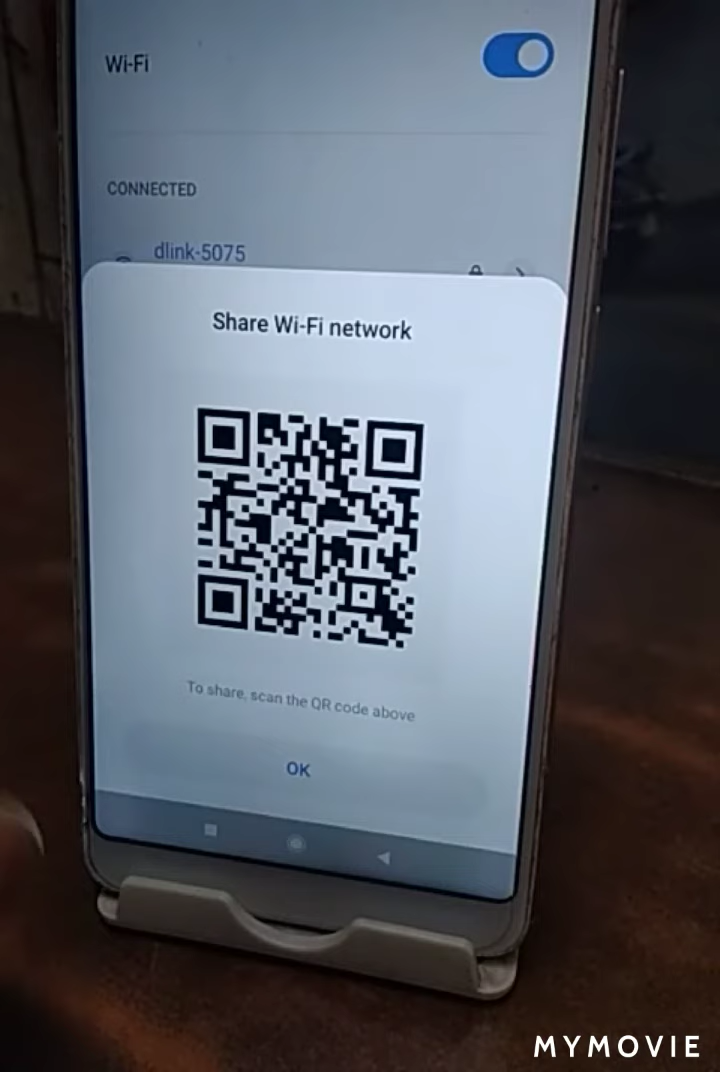 Wi-Fi
CONNECTED
dlink-5075
Share Wi-Fi network
To share, scan the QR code above
OK
MYMOVIE